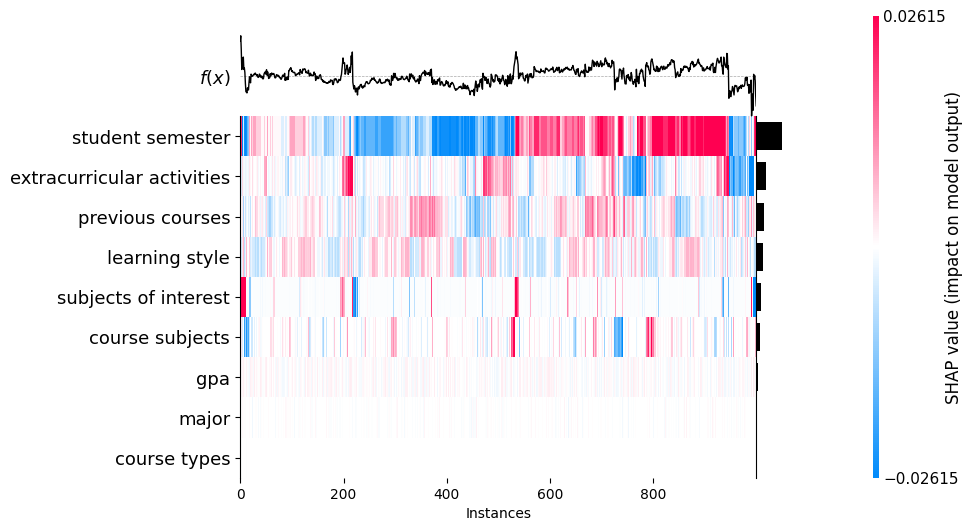 0.02615
f(x)
student semester
extracurricular activities
previous courses
learning style
subjects of interest
course subjects
gpa
major
course types
SHAP value (impact on model output)
−0.02615
0 200 400 600 800
Instances